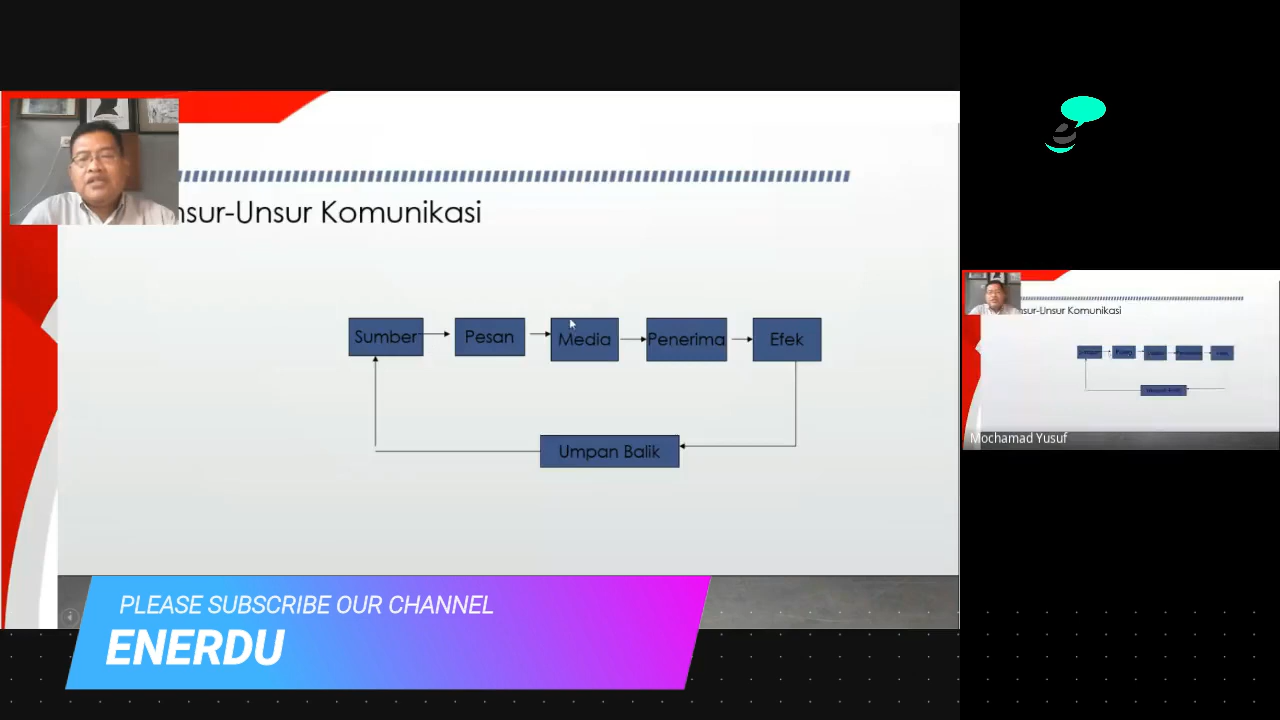 nsur-Unsur Komunikasi
Sumber
Pesan
Media
Penerima
Efek
Umpan Balik
PLEASE SUBSCRIBE OUR CHANNEL
ENERDU
nsur-Unsur Komunikasi
Mochamad Yusuf